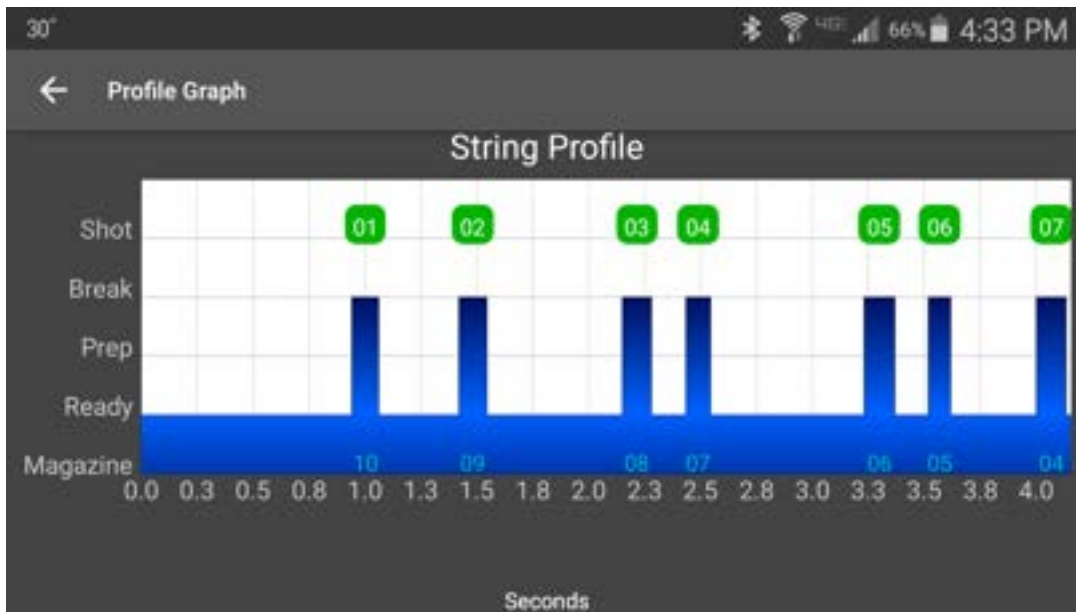 30° 4G 66% 4:33 PM
Profile Graph
String Profile
Shot 01 02 03 04 05 06 07
Break
Prep
Ready
Magazine 10 09 08 07 06 05 04
0.0 0.3 0.5 0.8 1.0 1.3 1.5 1.8 2.0 2.3 2.5 2.8 3.0 3.3 3.5 3.8 4.0
Seconds